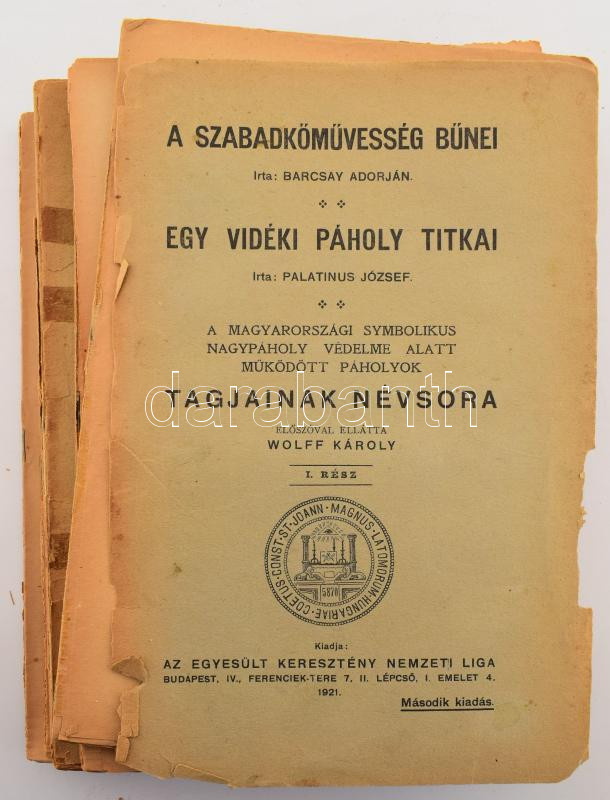 A SZABADKŐMŰVESSÉG BŰNEI
Irta: BARCSAY ADORJÁN.
EGY VIDÉKI PÁHOLY TITKAI
Irta: PALATINUS JÓZSEF.
A MAGYARORSZÁGI SYMBOLIKUS
NAGYPÁHOLY VÉDELME ALATT
MŰKÖDÖTT PÁHOLYOK
TAGJAINAK NÉVSORA
ELŐSZÓVAL ELLÁTTA
WOLFF KÁROLY
I. RÉSZ
COETUS·CONST·ST·JOANN·MAGNUS·LATOMORUM·HUNGARIAE·
5870
Kiadja:
AZ EGYESÜLT KERESZTÉNY NEMZETI LIGA
BUDAPEST, IV., FERENCIEK-TERE 7, II. LÉPCSŐ, I. EMELET 4.
1921.
Második kiadás.
darabanth